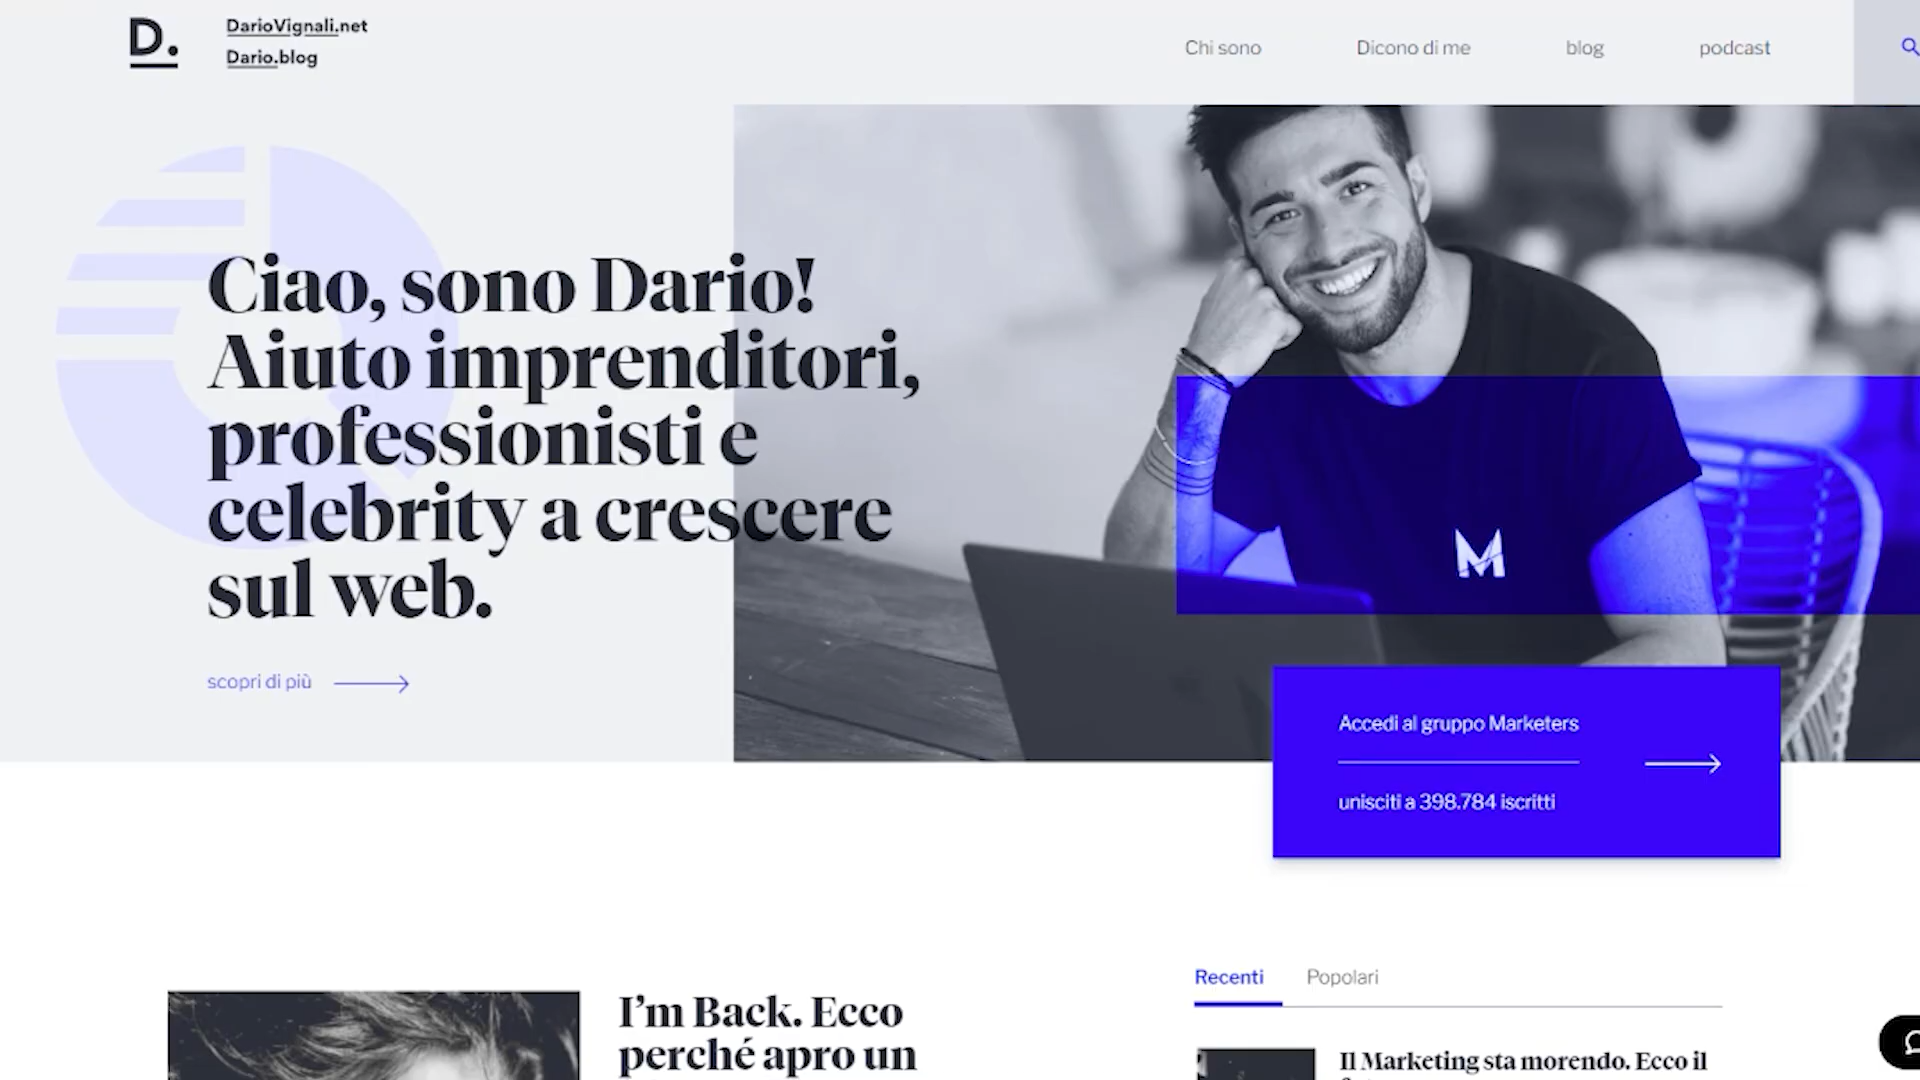 D.
DarioVignali.net
Dario.blog
Chi sono
Dicono di me
blog
podcast
Ciao, sono Dario!
Aiuto imprenditori,
professionisti e
celebrity a crescere
sul web.
scopri di più
M
Accedi al gruppo Marketers
unisciti a 398.784 iscritti
I'm Back. Ecco
perché apro un
Recenti
Popolari
Il Marketing sta morendo. Ecco il